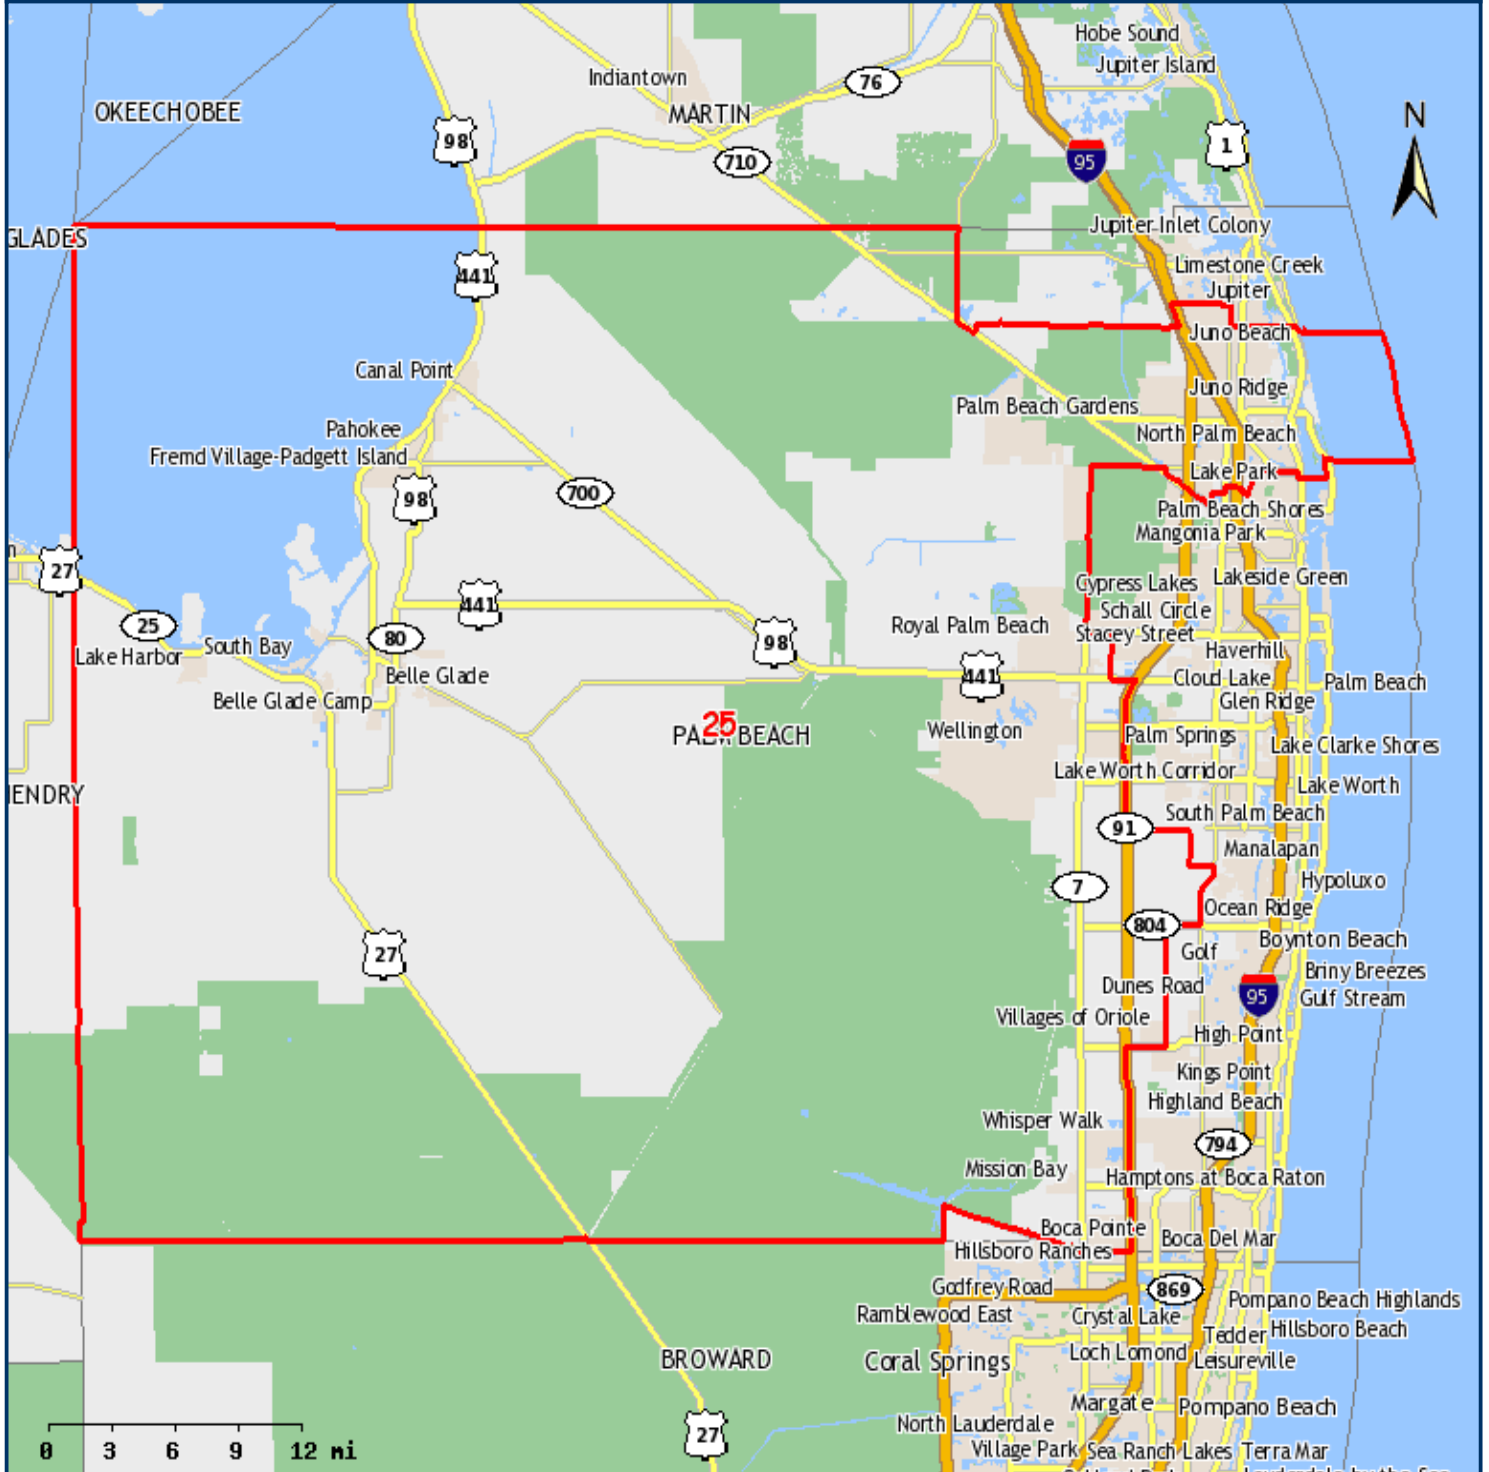 Hobe Sound
Jupiter Island
Indiantown
76
OKEECHOBEE
MARTIN
N
98
1
710
95
Jupiter Inlet Colony
GLADES
Limestone Creek
441
Jupiter
Juno Beach
Canal Point
Juno Ridge
Palm Beach Gardens
Pahokee
North Palm Beach
Fremd Village-Padgett Island
Lake Park
98
700
Palm Beach Shores
Mangonia Park
27
Cypress Lakes
Lakeside Green
441
Schall Circle
25
Royal Palm Beach
Stacey Street
80
98
South Bay
Haverhill
Lake Harbor
Belle Glade
441
Cloud Lake
Palm Beach
Belle Glade Camp
Glen Ridge
25
PALM BEACH
Wellington
Palm Springs
Lake Clarke Shores
Lake Worth Corridor
Lake Worth
HENDRY
South Palm Beach
91
Manalapan
7
Hypoluxo
Ocean Ridge
804
Boynton Beach
27
Golf
Briny Breezes
Dunes Road
95
Gulf Stream
Villages of Oriole
High Point
Kings Point
Highland Beach
Whisper Walk
794
Mission Bay
Hamptons at Boca Raton
Boca Pointe
Boca Del Mar
Hillsboro Ranches
Godfrey Road
869
Pompano Beach Highlands
Ramblewood East
Crystal Lake
Hillsboro Beach
Tedder
BROWARD
Coral Springs
Loch Lomond
Leisureville
Margate
Pompano Beach
North Lauderdale
27
0 3 6 9 12 mi
Village Park
Sea Ranch Lakes
Terra Mar